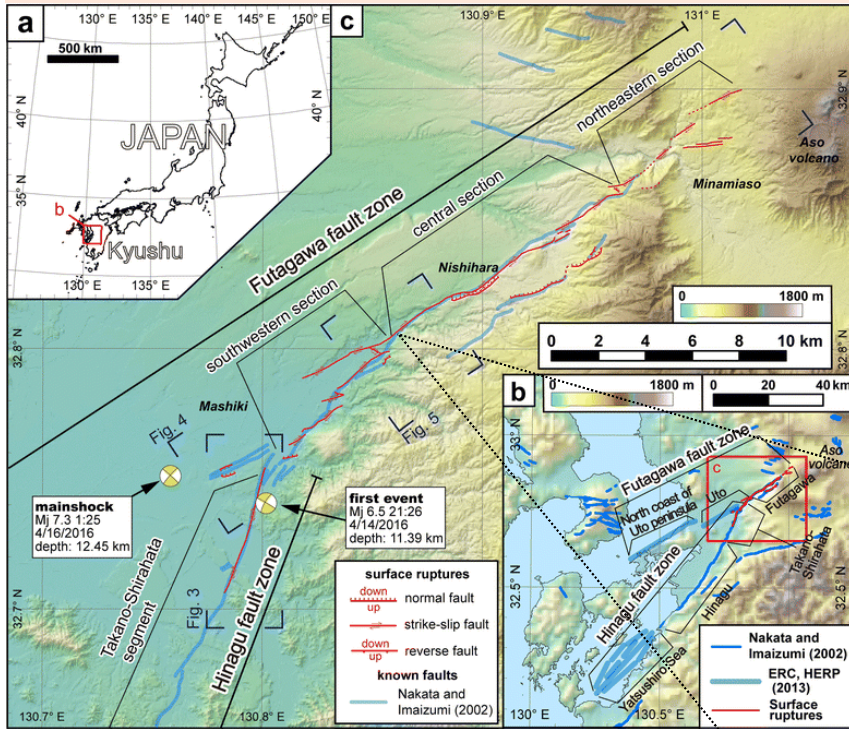 a
135° E
140° E
145° E
150°E
500 km
40° N
JAPAN
35° N
b
Kyushu
130° E
135° E
140° E
c
130.9° E
131° E
32.9° N
northeastern section
Aso
volcano
Minamiaso
central section
Futagawa fault zone
Nishihara
southwestern section
0
1800 m
0 2 4 6 8 10 km
32.8° N
32.8° N
Mashiki
Fig. 4
Fig. 5
mainshock
Mj 7.3 1:25
4/16/2016
depth: 12.45 km
first event
Mj 6.5 21:26
4/14/2016
depth: 11.39 km
Takano-Shirahata
segment
Fig. 3
Hinagu fault zone
32.7° N
130.7° E
130.8° E
surface ruptures
down
up
normal fault
strike-slip fault
down
up
reverse fault
known faults
Nakata and
Imaizumi (2002)
b
0
1800 m
0 20 40 km
33° N
Futagawa fault zone
Aso
volcano
c
North coast of
Uto peninsula
Uto
Futagawa
Takano-
Shirahata
Hinagu fault zone
Hinagu
32.5° N
32.5° N
Yatsushiro Sea
130° E
130.5° E
131° E
Nakata and
Imaizumi (2002)
ERC, HERP
(2013)
Surface
ruptures